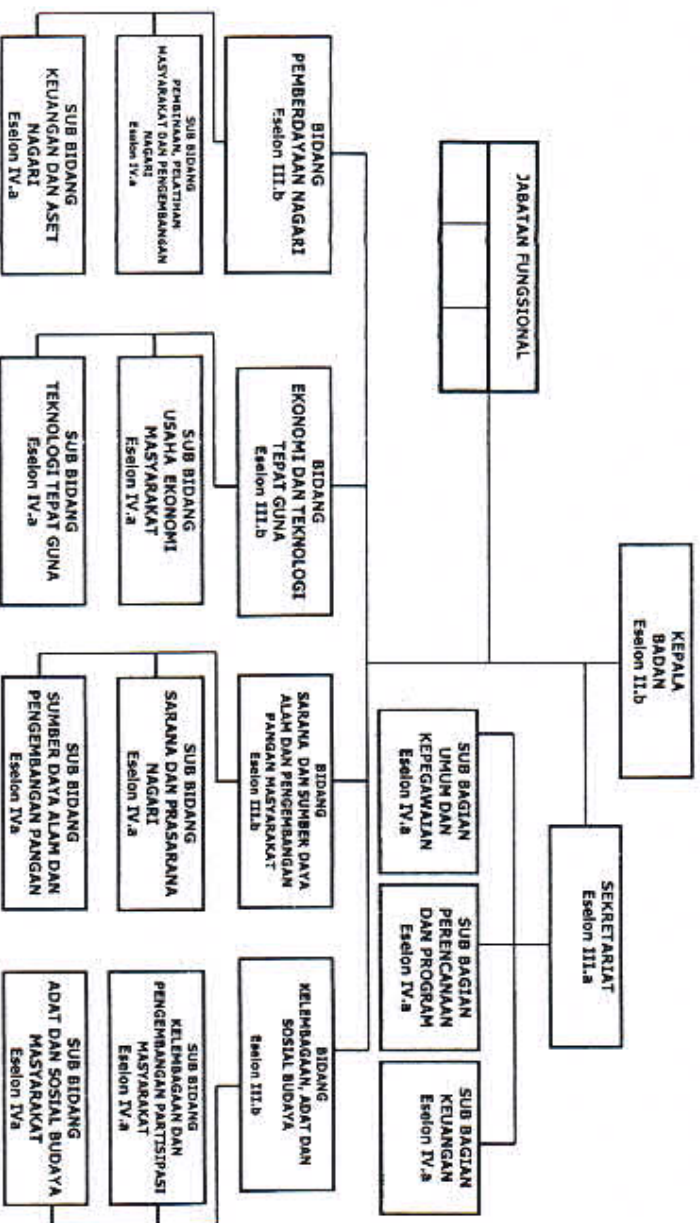 KEPALA
BADAN
Eselon II.b
SEKRETARIAT
Eselon III.a
JABATAN FUNGSIONAL
SUB BAGIAN
UMUM DAN
KEPEGAWAIAN
Eselon IV.a
SUB BAGIAN
PERENCANAAN
DAN PROGRAM
Eselon IV.a
SUB BAGIAN
KEUANGAN
Eselon IV.a
BIDANG
PEMBERDAYAAN NAGARI
Eselon III.b
BIDANG
EKONOMI DAN TEKNOLOGI
TEPAT GUNA
Eselon III.b
BIDANG
SARANA DAN SUMBER DAYA
ALAM DAN PENGEMBANGAN
PANGAN MASYARAKAT
Eselon III.b
BIDANG
KELEMBAGAAN, ADAT DAN
SOSIAL BUDAYA
Eselon III.b
SUB BIDANG
PEMBINAAN, PELATIHAN
MASYARAKAT DAN PENGEMBANGAN
NAGARI
Eselon IV.a
SUB BIDANG
USAHA EKONOMI
MASYARAKAT
Eselon IV.a
SUB BIDANG
SARANA DAN PRASARANA
NAGARI
Eselon IV.a
SUB BIDANG
KELEMBAGAAN DAN
PENGEMBANGAN PARTISIPASI
MASYARAKAT
Eselon IV.a
SUB BIDANG
KEUANGAN DAN ASET
NAGARI
Eselon IV.a
SUB BIDANG
TEKNOLOGI TEPAT GUNA
Eselon IV.a
SUB BIDANG
SUMBER DAYA ALAM DAN
PENGEMBANGAN PANGAN
Eselon IVa
SUB BIDANG
ADAT DAN SOSIAL BUDAYA
MASYARAKAT
Eselon IVa